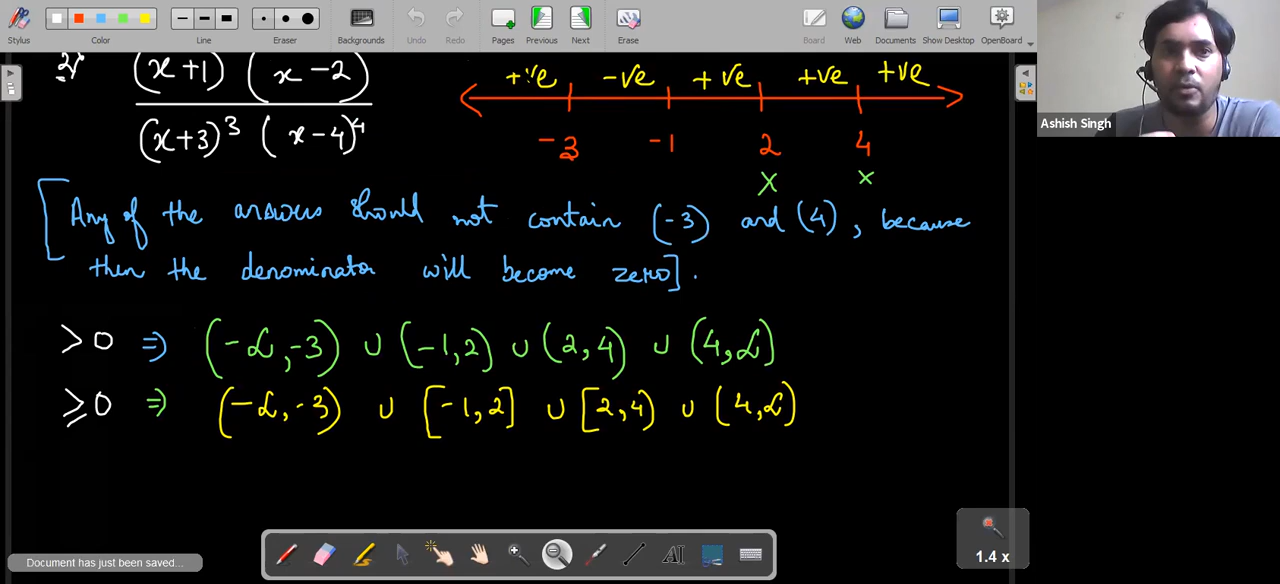 Stylus Color Line Eraser Backgrounds Undo Redo Pages Previous Next Erase Board Web Documents Show Desktop OpenBoard
(x+1) (x-2)
(x+3)^3 (x-4)^4
+ve -ve +ve +ve +ve
-3 -1 2 4
x x
Ashish Singh
[Any of the answers should not contain (-3) and (4), because
then the denominator will become zero].
>0 ⇒ (-∞,-3) ∪ (-1,2) ∪ (2,4) ∪ (4,∞)
≥0 ⇒ (-∞,-3) ∪ [-1,2] ∪ [2,4) ∪ (4,∞)
AI
1.4 x
Document has just been saved...